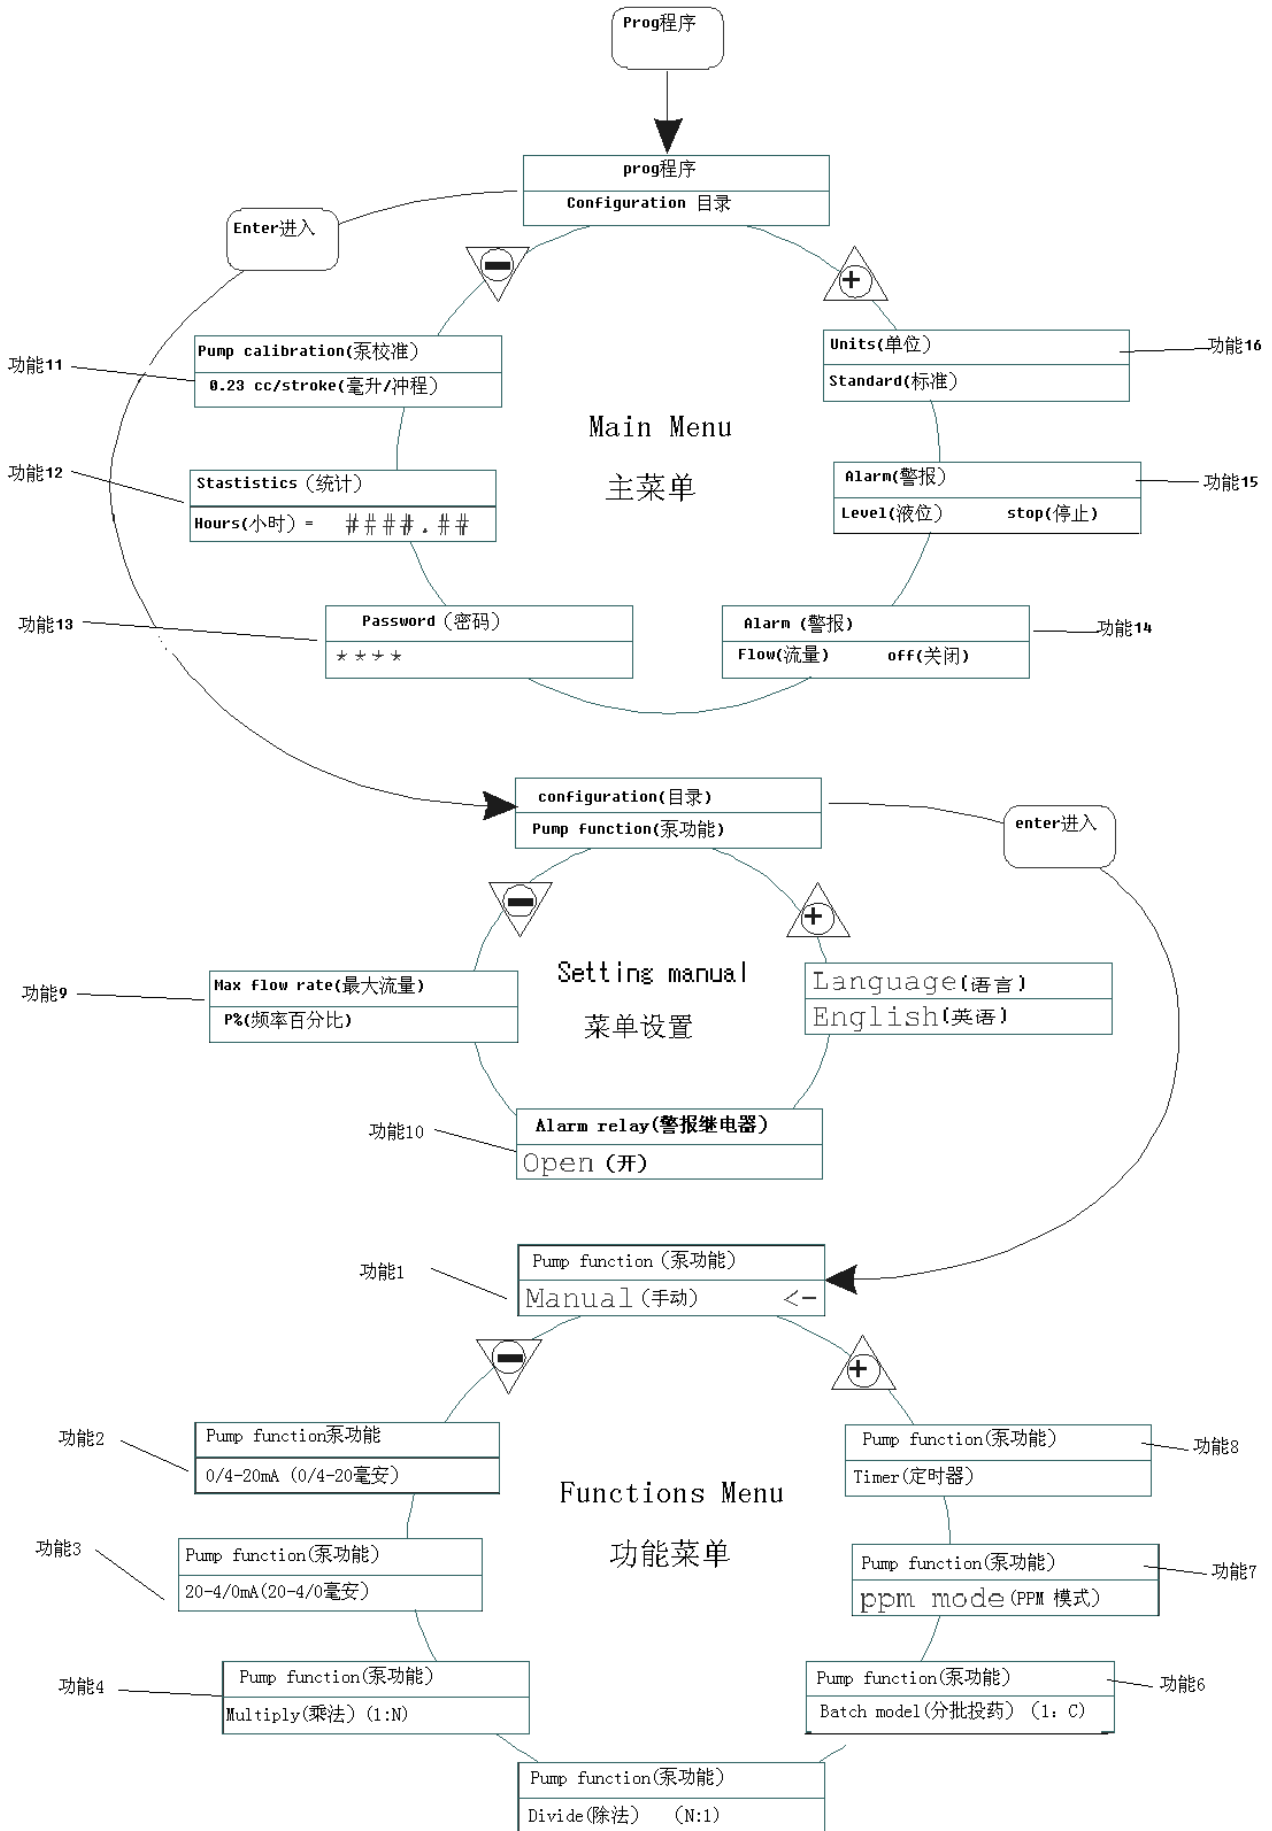 Prog程序
prog程序
Configuration 目录
Enter进入
Pump calibration(泵校准)
0.23 cc/stroke(毫升/冲程)
功能11
Units(单位)
Standard(标准)
功能16
Main Menu
主菜单
功能12
Stastistics (统计)
Hours(小时) = ####.##
Alarm(警报)
Level(液位) stop(停止)
功能15
功能13
Password (密码)
****
Alarm (警报)
Flow(流量) off(关闭)
功能14
configuration(目录)
Pump function(泵功能)
enter进入
功能9
Max flow rate(最大流量)
P%(频率百分比)
Setting manual
菜单设置
Language(语言)
English(英语)
功能10
Alarm relay(警报继电器)
Open (开)
功能1
Pump function (泵功能)
Manual (手动) <-
功能2
Pump function泵功能
0/4-20mA (0/4-20毫安)
Pump function(泵功能)
Timer(定时器)
功能8
Functions Menu
功能菜单
功能3
Pump function(泵功能)
20-4/0mA(20-4/0毫安)
Pump function(泵功能)
ppm mode(PPM 模式)
功能7
功能4
Pump function(泵功能)
Multiply(乘法) (1:N)
Pump function(泵功能)
Batch model(分批投药) (1: C)
功能6
Pump function(泵功能)
Divide(除法) (N:1)